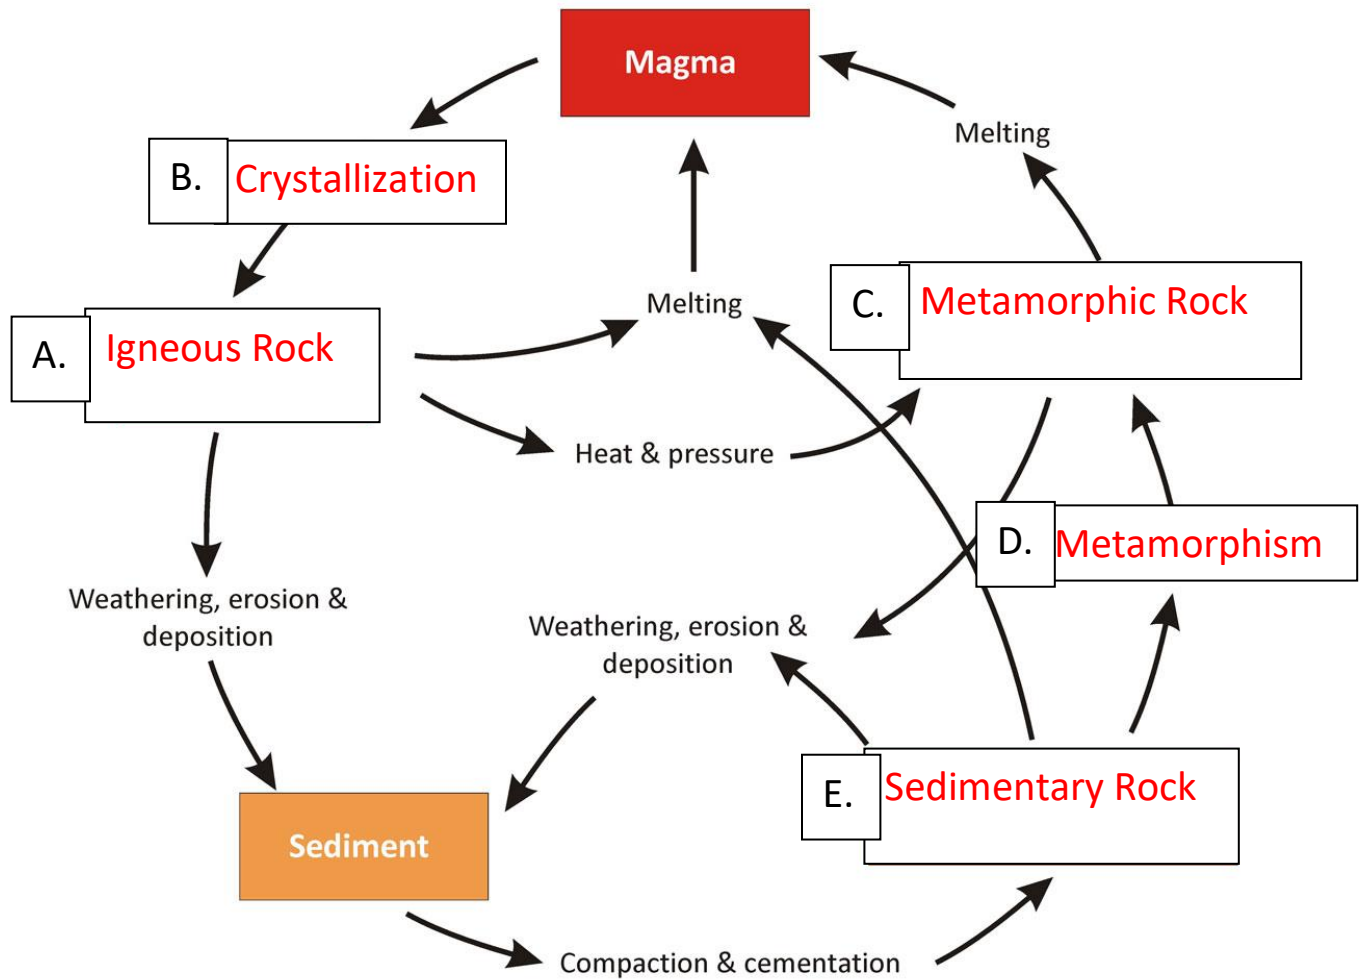 Magma
Melting
B. Crystallization
C. Metamorphic Rock
Melting
A. Igneous Rock
Heat & pressure
D. Metamorphism
Weathering, erosion &
deposition
Weathering, erosion &
deposition
E. Sedimentary Rock
Sediment
Compaction & cementation